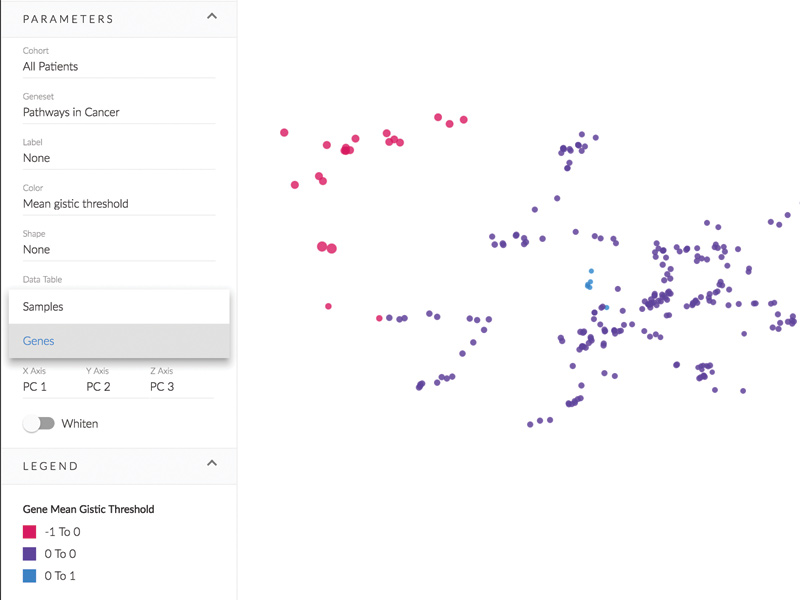 PARAMETERS
Cohort
All Patients
Geneset
Pathways in Cancer
Label
None
Color
Mean gistic threshold
Shape
None
Data Table
Samples
Genes
X Axis Y Axis Z Axis
PC 1 PC 2 PC 3
Whiten
LEGEND
Gene Mean Gistic Threshold
-1 To 0
0 To 0
0 To 1